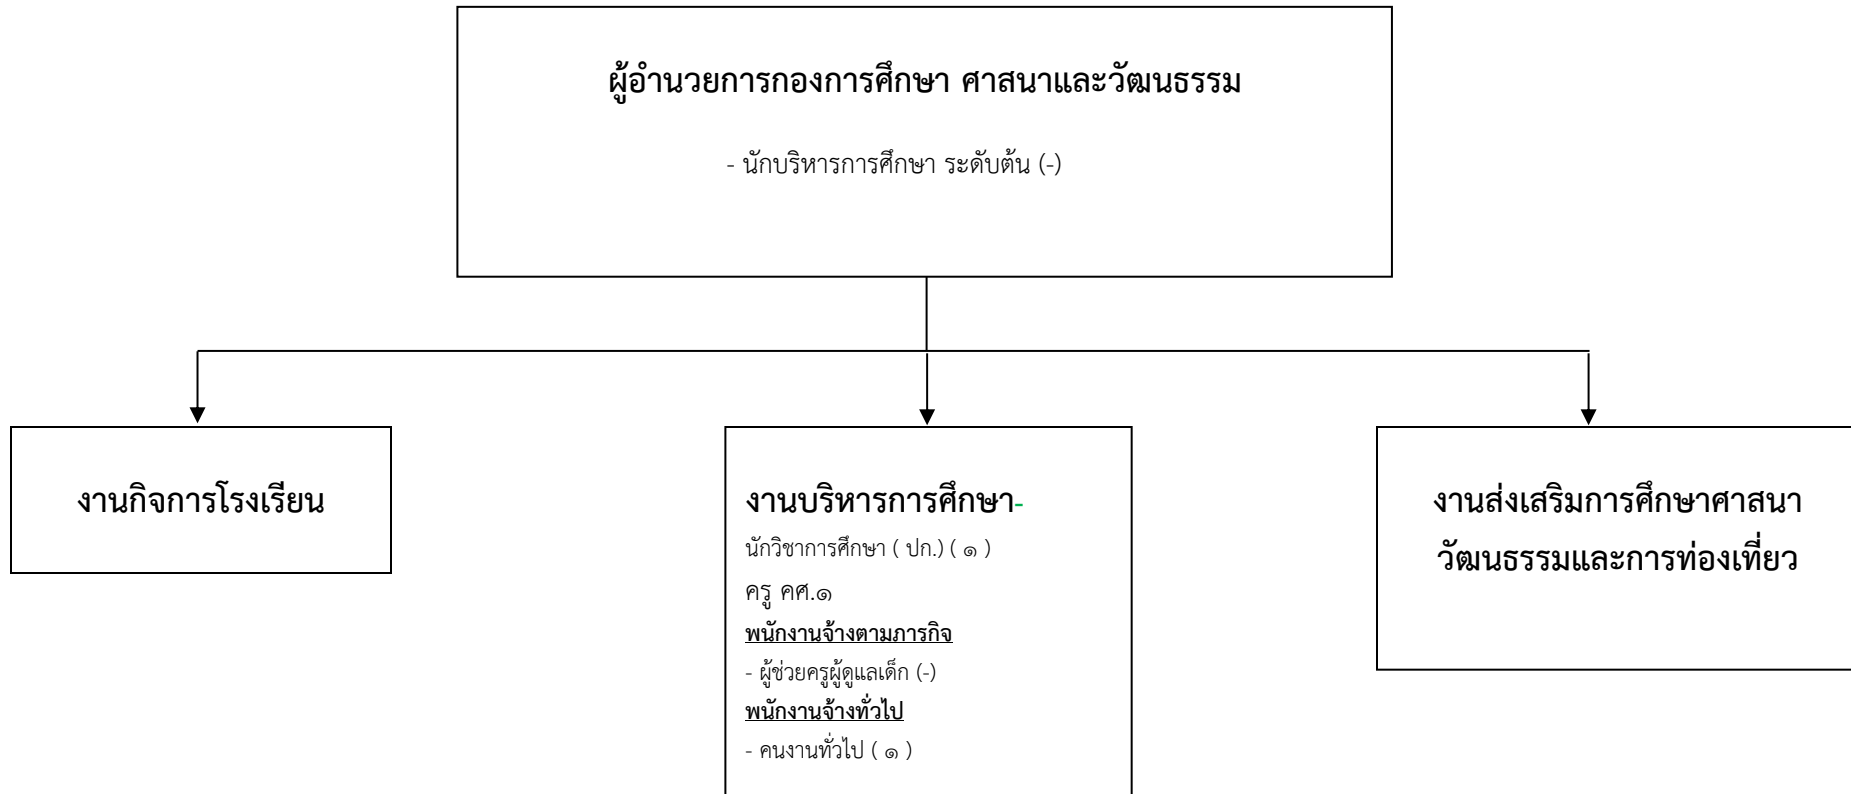 ผู้อำนวยการกองการศึกษา ศาสนาและวัฒนธรรม
- นักบริหารการศึกษา ระดับต้น (-)
งานกิจการโรงเรียน
งานบริหารการศึกษา-
นักวิชาการศึกษา ( ปก.) ( ๑ )
ครู คศ.๑
พนักงานจ้างตามภารกิจ
- ผู้ช่วยครูผู้ดูแลเด็ก (-)
พนักงานจ้างทั่วไป
- คนงานทั่วไป ( ๑ )
งานส่งเสริมการศึกษาศาสนา
วัฒนธรรมและการท่องเที่ยว